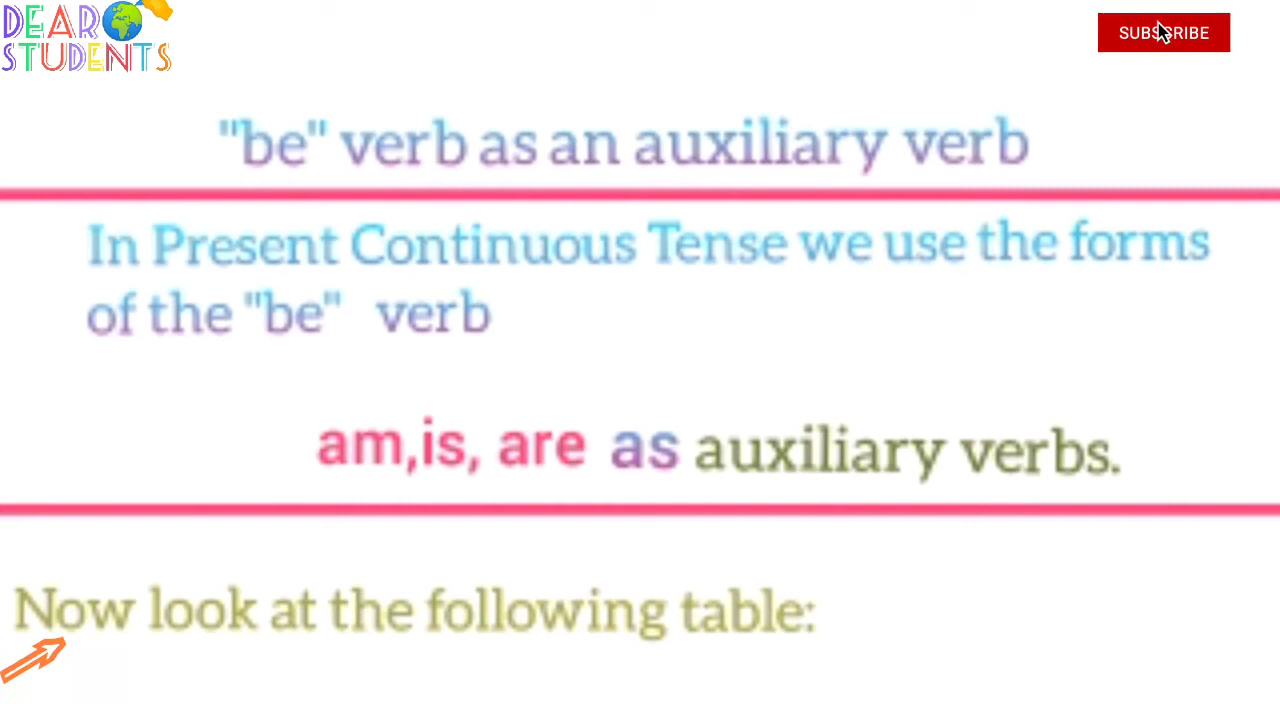 DEAR
STUDENTS
SUBSCRIBE
"be" verb as an auxiliary verb
In Present Continuous Tense we use the forms
of the "be" verb
am,is, are as auxiliary verbs.
Now look at the following table: